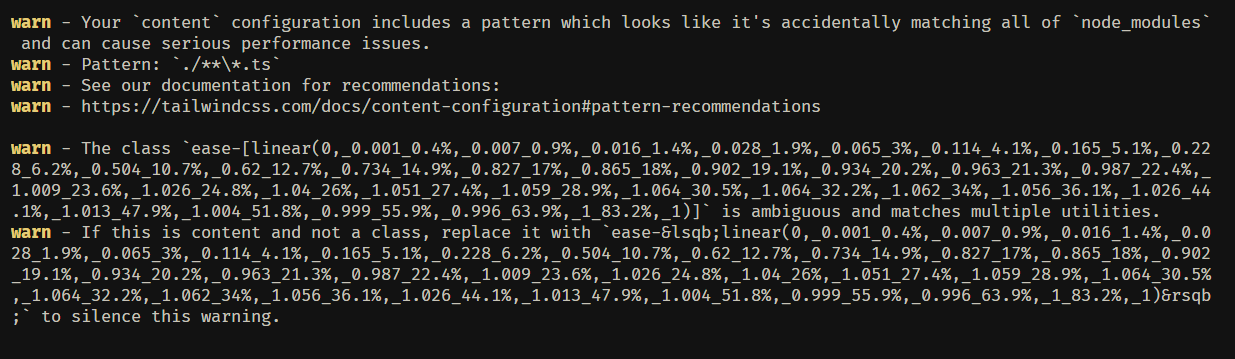 warn - Your `content` configuration includes a pattern which looks like it's accidentally matching all of `node_modules`
and can cause serious performance issues.
warn - Pattern: `./**\*.ts`
warn - See our documentation for recommendations:
warn - https://tailwindcss.com/docs/content-configuration#pattern-recommendations
warn - The class `ease-[linear(0,_0.001_0.4%,_0.007_0.9%,_0.016_1.4%,_0.028_1.9%,_0.065_3%,_0.114_4.1%,_0.165_5.1%,_0.22
8_6.2%,_0.504_10.7%,_0.62_12.7%,_0.734_14.9%,_0.827_17%,_0.865_18%,_0.902_19.1%,_0.934_20.2%,_0.963_21.3%,_0.987_22.4%,_
1.009_23.6%,_1.026_24.8%,_1.04_26%,_1.051_27.4%,_1.059_28.9%,_1.064_30.5%,_1.064_32.2%,_1.062_34%,_1.056_36.1%,_1.026_44
.1%,_1.013_47.9%,_1.004_51.8%,_0.999_55.9%,_0.996_63.9%,_1_83.2%,_1)]` is ambiguous and matches multiple utilities.
warn - If this is content and not a class, replace it with `ease-&lsqb;linear(0,_0.001_0.4%,_0.007_0.9%,_0.016_1.4%,_0.0
28_1.9%,_0.065_3%,_0.114_4.1%,_0.165_5.1%,_0.228_6.2%,_0.504_10.7%,_0.62_12.7%,_0.734_14.9%,_0.827_17%,_0.865_18%,_0.902
_19.1%,_0.934_20.2%,_0.963_21.3%,_0.987_22.4%,_1.009_23.6%,_1.026_24.8%,_1.04_26%,_1.051_27.4%,_1.059_28.9%,_1.064_30.5%
,_1.064_32.2%,_1.062_34%,_1.056_36.1%,_1.026_44.1%,_1.013_47.9%,_1.004_51.8%,_0.999_55.9%,_0.996_63.9%,_1_83.2%,_1)&rsqb
;` to silence this warning.